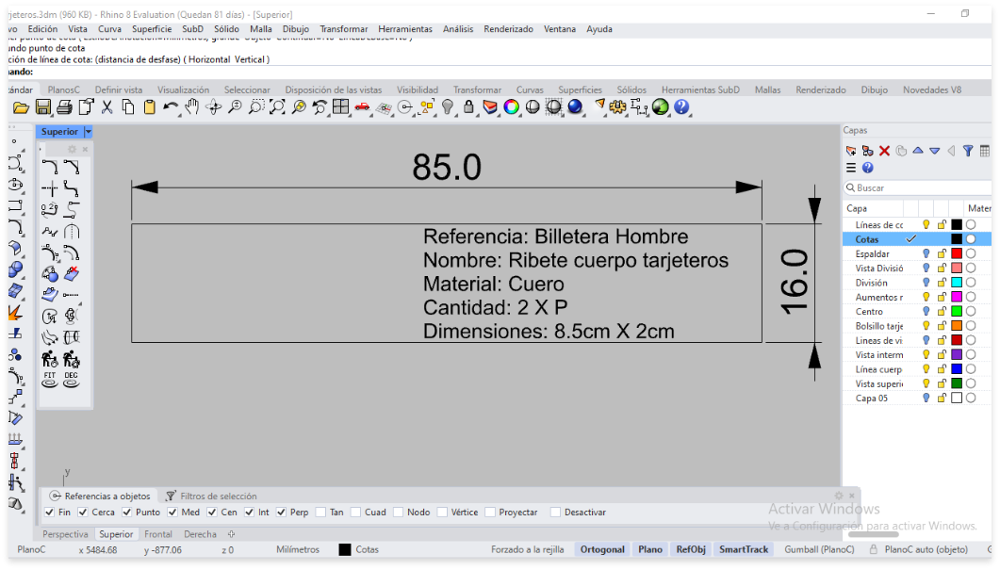 rjeteros.3dm (960 KB) - Rhino 8 Evaluation (Quedan 81 días) - [Superior]
vo Edición Vista Curva Superficie SubD Sólido Malla Dibujo Transformar Herramientas Análisis Renderizado Ventana Ayuda
undo punto de cota
ción de línea de cota: (distancia de desfase) ( Horizontal Vertical )
ando:
tándar PlanosC Definir vista Visualización Seleccionar Disposición de las vistas Visibilidad Transformar Curvas Superficies Sólidos Herramientas SubD Mallas Renderizado Dibujo Novedades V8
Superior
Capas
Buscar
Capa Mater
Líneas de cc
Cotas
Espaldar
Vista Divisió
División
Aumentos r
Centro
Bolsillo tarje
Lineas de vi
Vista interm
Línea cuerp
Vista superi
Capa 05
FIT DEG
85.0
16.0
Referencia: Billetera Hombre
Nombre: Ribete cuerpo tarjeteros
Material: Cuero
Cantidad: 2 X P
Dimensiones: 8.5cm X 2cm
y
Referencias a objetos Filtros de selección
Fin Cerca Punto Med Cen Int Perp Tan Cuad Nodo Vértice Proyectar Desactivar
Activar Windows
Ve a Configuración para activar Windows.
Perspectiva Superior Frontal Derecha
PlanoC x 5484.68 y -877.06 z 0 Milímetros Cotas Forzado a la rejilla Ortogonal Plano RefObj SmartTrack Gumball (PlanoC) PlanoC auto (objeto)